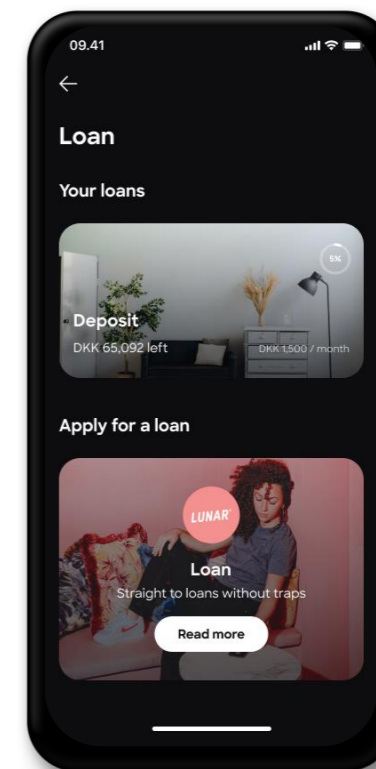 09.41
Loan
Your loans
5%
Deposit
DKK 65,092 left
DKK 1,500 / month
Apply for a loan
LUNAR°
Loan
Straight to loans without traps
Read more